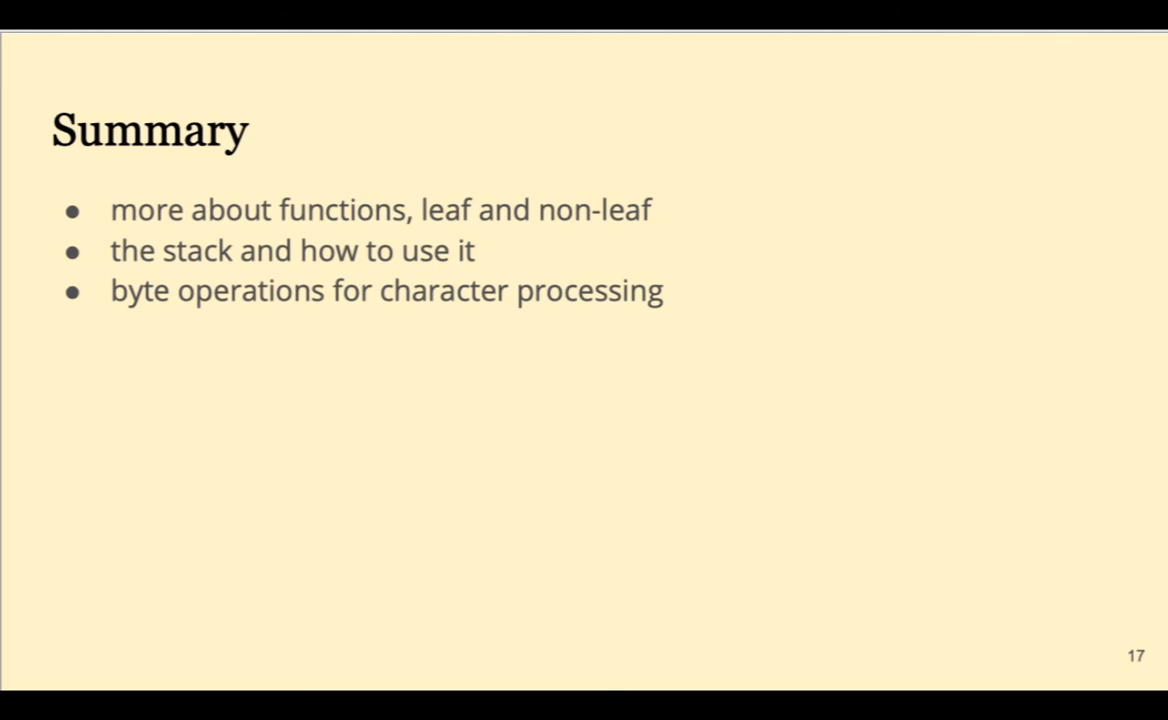 Summary
● more about functions, leaf and non-leaf
● the stack and how to use it
● byte operations for character processing
17